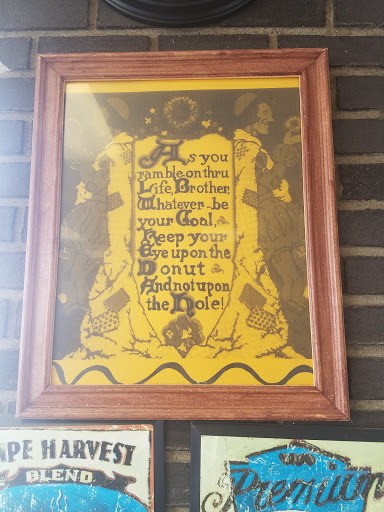 As you
ramble on thru
Life, Brother,
Whatever be
your Goal,
Keep your
Eye upon the
Donut
And not upon
the Hole!
APE HARVEST
BLEND
Premium